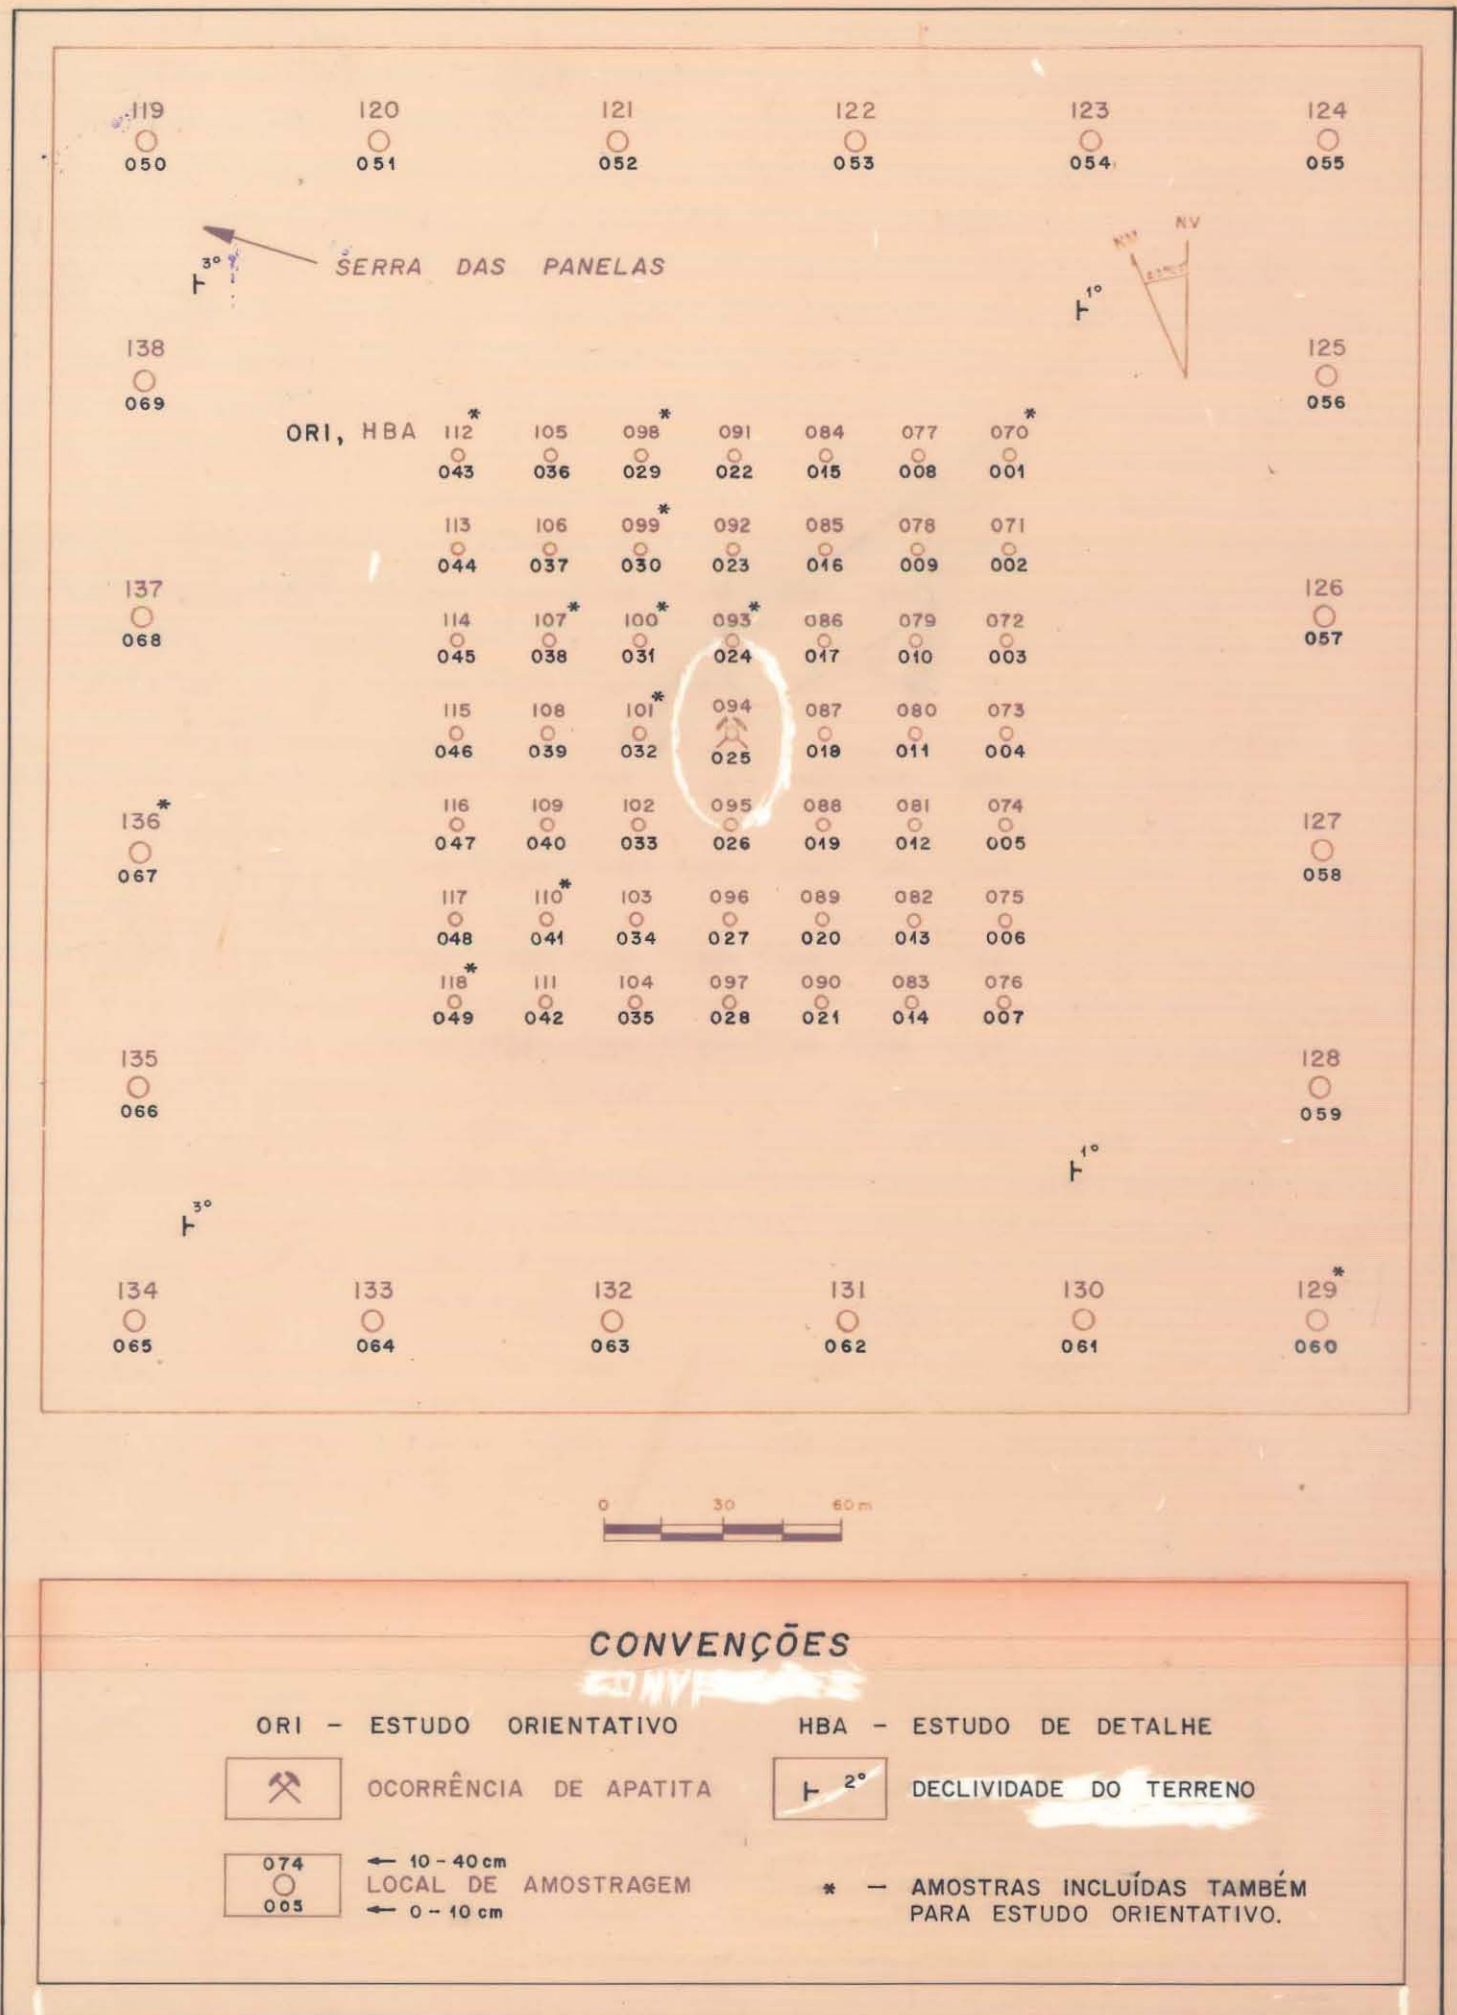 119 120 121 122 123 124
050 051 052 053 054 055
NV
NM
3°
SERRA DAS PANELAS
1°
138 125
069 056
ORI, HBA 112* 105 098* 091 084 077 070*
043 036 029 022 015 008 001
113 106 099* 092 085 078 071
044 037 030 023 016 009 002
137 126
068 057
114 107* 100* 093* 086 079 072
045 038 031 024 017 010 003
115 108 101* 094 087 080 073
046 039 032 025 018 011 004
136* 127
067 058
116 109 102 095 088 081 074
047 040 033 026 019 012 005
117 110* 103 096 089 082 075
048 041 034 027 020 013 006
118* 111 104 097 090 083 076
049 042 035 028 021 014 007
135 128
066 059
1°
3°
134 133 132 131 130 129*
065 064 063 062 061 060
0 30 60 m
CONVENÇÕES
ORI - ESTUDO ORIENTATIVO HBA - ESTUDO DE DETALHE
OCORRÊNCIA DE APATITA 2° DECLIVIDADE DO TERRENO
074 ← 10 - 40 cm
LOCAL DE AMOSTRAGEM
005 ← 0 - 10 cm
* - AMOSTRAS INCLUÍDAS TAMBÉM
PARA ESTUDO ORIENTATIVO.